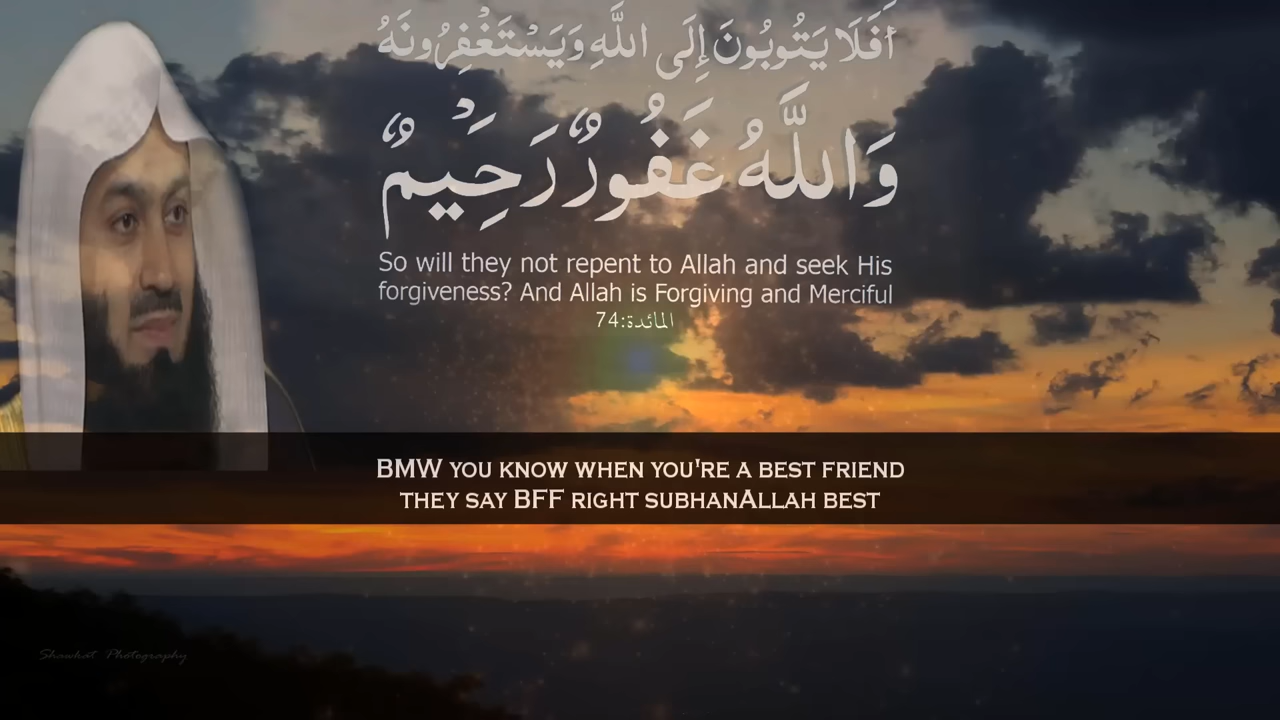 أَفَلَا يَتُوبُونَ إِلَى اللَّهِ وَيَسْتَغْفِرُونَهُ
وَاللَّهُ غَفُورٌ رَحِيمٌ
So will they not repent to Allah and seek His
forgiveness? And Allah is Forgiving and Merciful
المائدة:74
BMW YOU KNOW WHEN YOU'RE A BEST FRIEND
THEY SAY BFF RIGHT SUBHANALLAH BEST
Shawkat Photography